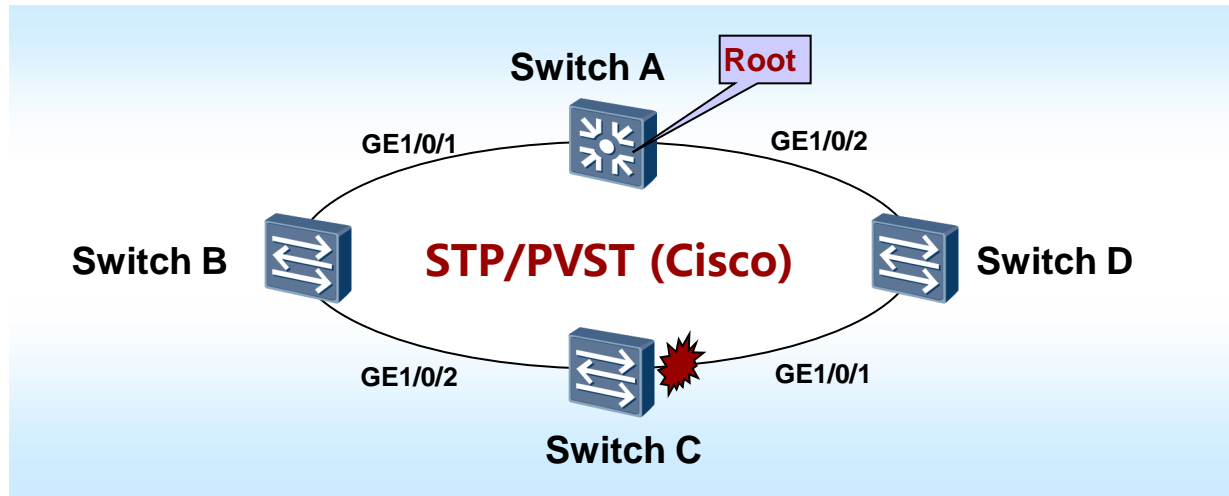 Root
Switch A
GE1/0/1
GE1/0/2
Switch B
STP/PVST (Cisco)
Switch D
GE1/0/2
GE1/0/1
Switch C